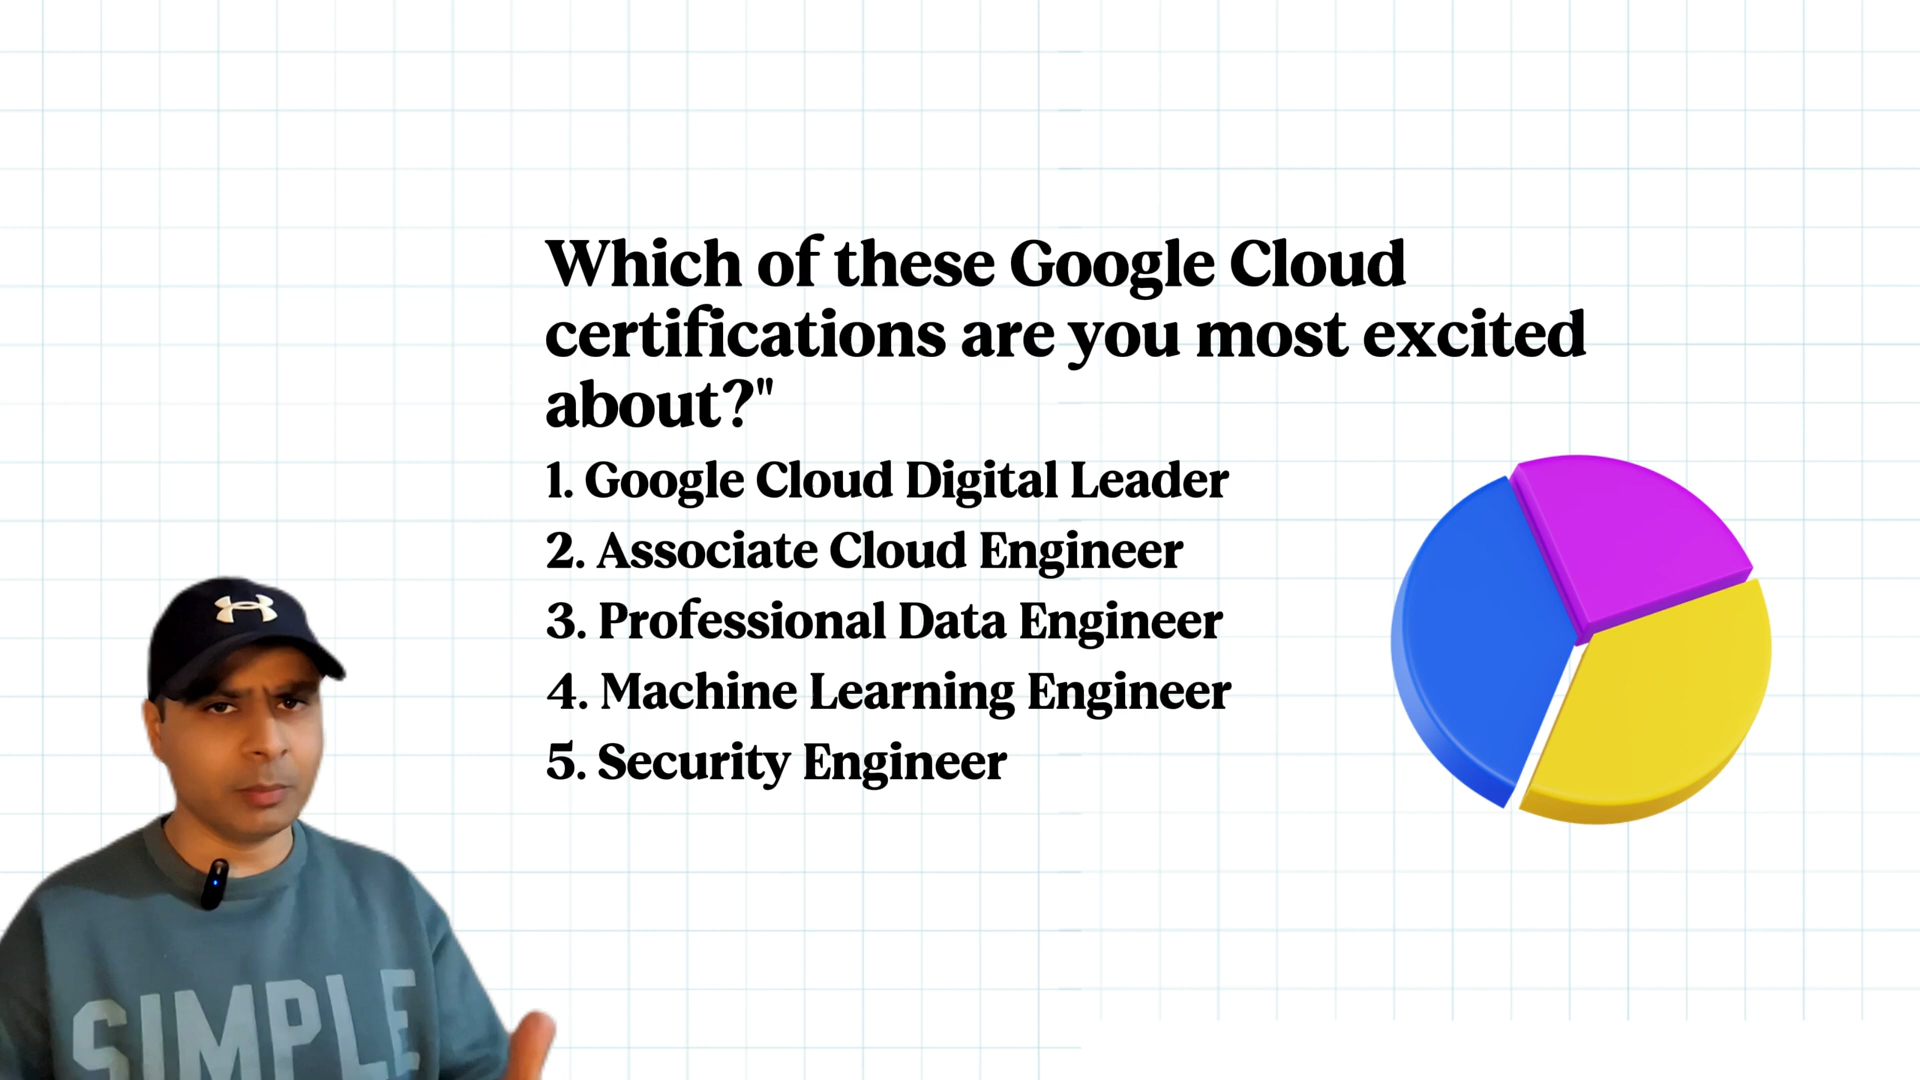 Which of these Google Cloud
certifications are you most excited
about?"
1. Google Cloud Digital Leader
2. Associate Cloud Engineer
3. Professional Data Engineer
4. Machine Learning Engineer
5. Security Engineer
SIMPLE